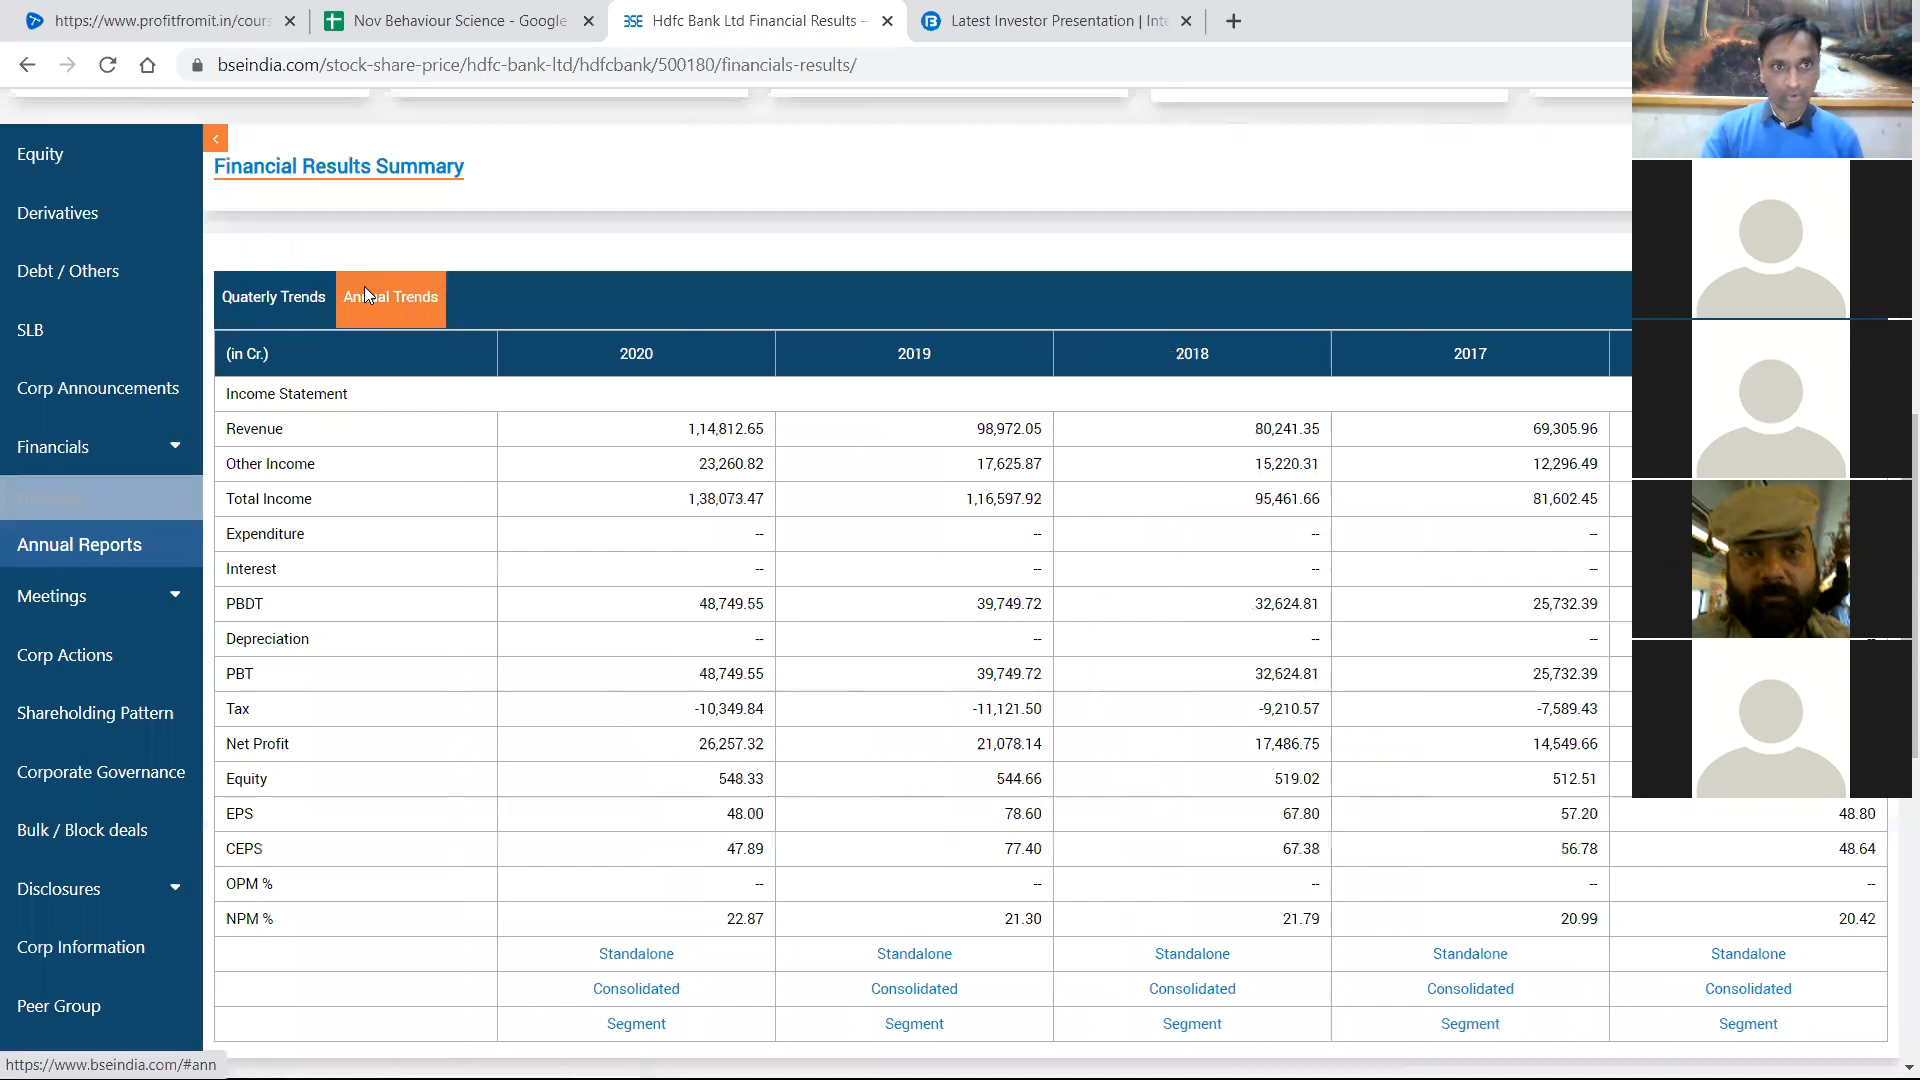 https://www.profitfromit.in/cours
Nov Behaviour Science - Google
Hdfc Bank Ltd Financial Results –
Latest Investor Presentation | Inte
bseindia.com/stock-share-price/hdfc-bank-ltd/hdfcbank/500180/financials-results/
Equity
Derivatives
Debt / Others
SLB
Corp Announcements
Financials
Annual Reports
Meetings
Corp Actions
Shareholding Pattern
Corporate Governance
Bulk / Block deals
Disclosures
Corp Information
Peer Group
Financial Results Summary
Quaterly Trends Annual Trends
(in Cr.) 2020 2019 2018 2017
Income Statement
Revenue 1,14,812.65 98,972.05 80,241.35 69,305.96
Other Income 23,260.82 17,625.87 15,220.31 12,296.49
Total Income 1,38,073.47 1,16,597.92 95,461.66 81,602.45
Expenditure -- -- -- --
Interest -- -- -- --
PBDT 48,749.55 39,749.72 32,624.81 25,732.39
Depreciation -- -- -- --
PBT 48,749.55 39,749.72 32,624.81 25,732.39
Tax -10,349.84 -11,121.50 -9,210.57 -7,589.43
Net Profit 26,257.32 21,078.14 17,486.75 14,549.66
Equity 548.33 544.66 519.02 512.51
EPS 48.00 78.60 67.80 57.20 48.80
CEPS 47.89 77.40 67.38 56.78 48.64
OPM % -- -- -- -- --
NPM % 22.87 21.30 21.79 20.99 20.42
Standalone Standalone Standalone Standalone Standalone
Consolidated Consolidated Consolidated Consolidated Consolidated
Segment Segment Segment Segment Segment
https://www.bseindia.com/#ann